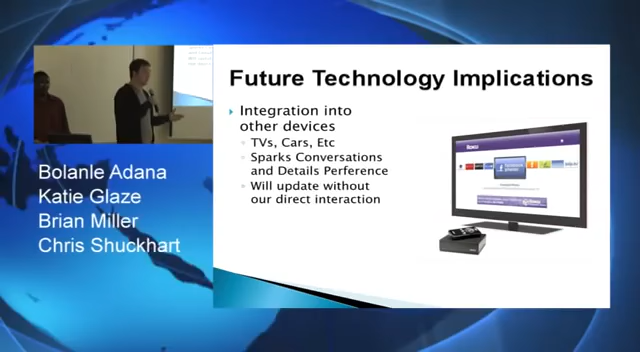 Future Technology Implications
Integration into
other devices
TVs, Cars, Etc
Sparks Conversations
and Details Perference
Will update without
our direct interaction
Roku
Bolanle Adana
Katie Glaze
Brian Miller
Chris Shuckhart